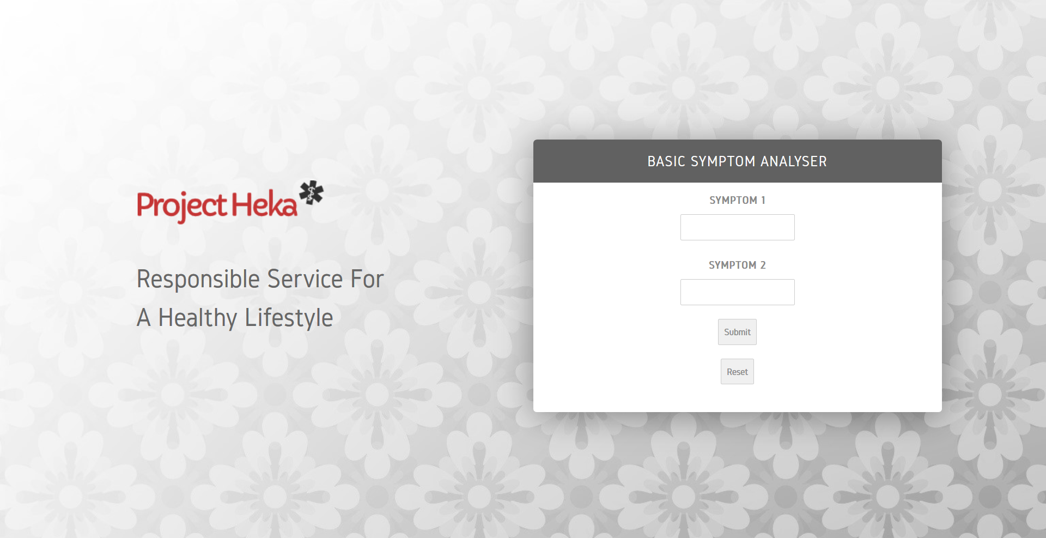 Project Heka
Responsible Service For
A Healthy Lifestyle
BASIC SYMPTOM ANALYSER
SYMPTOM 1
SYMPTOM 2
Submit
Reset